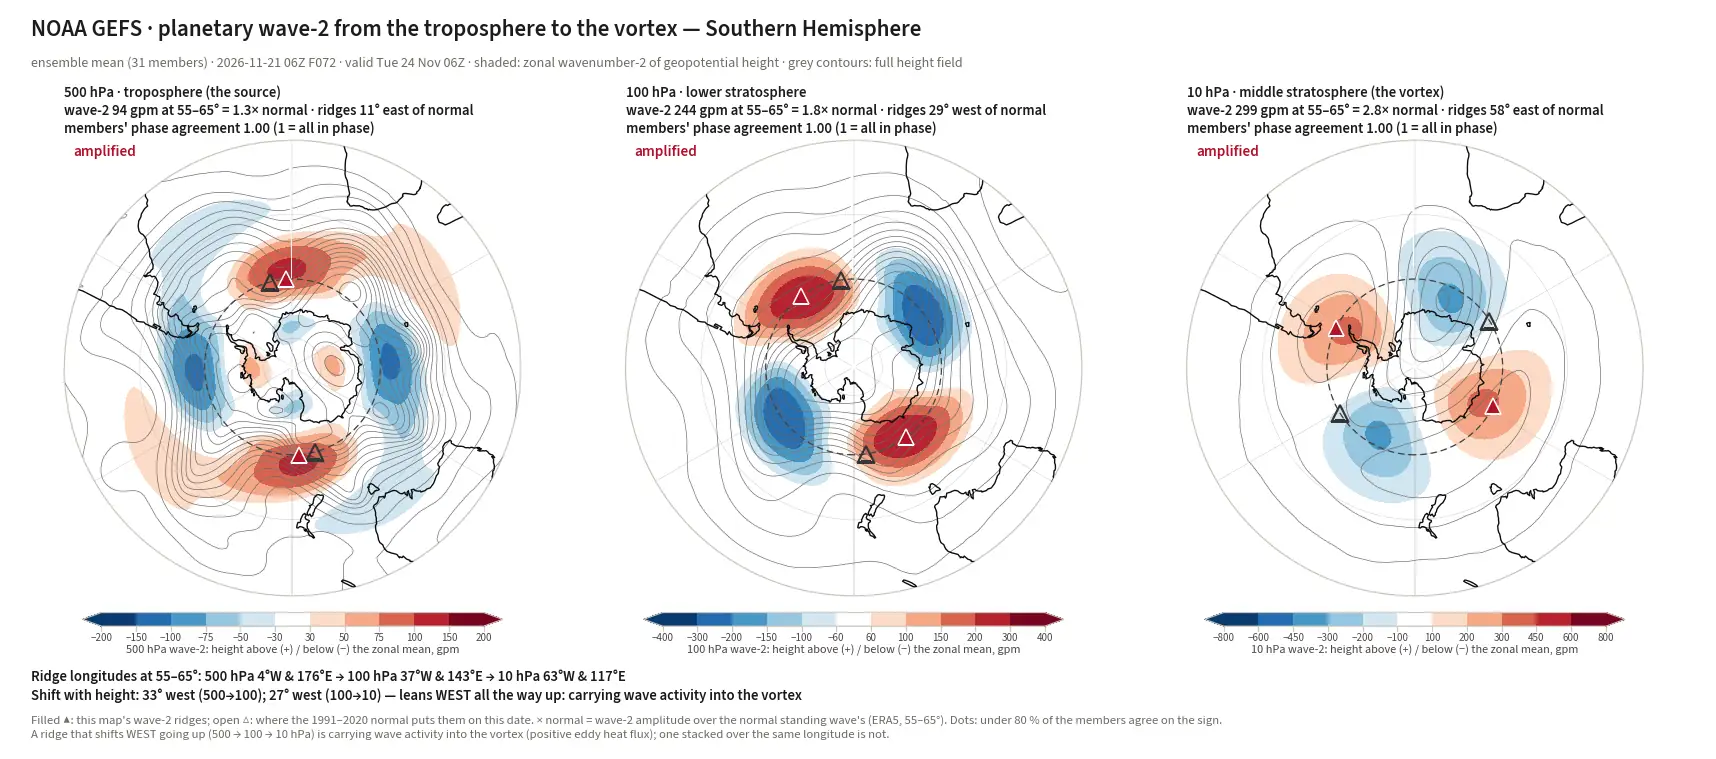 NOAA GEFS · planetary wave-2 from the troposphere to the vortex — Southern Hemisphere
ensemble mean (31 members) · 2026-11-21 06Z F072 · valid Tue 24 Nov 06Z · shaded: zonal wavenumber-2 of geopotential height · grey contours: full height field
500 hPa · troposphere (the source)
wave-2 94 gpm at 55–65° = 1.3× normal · ridges 11° east of normal
members' phase agreement 1.00 (1 = all in phase)
amplified
100 hPa · lower stratosphere
wave-2 244 gpm at 55–65° = 1.8× normal · ridges 29° west of normal
members' phase agreement 1.00 (1 = all in phase)
amplified
10 hPa · middle stratosphere (the vortex)
wave-2 299 gpm at 55–65° = 2.8× normal · ridges 58° east of normal
members' phase agreement 1.00 (1 = all in phase)
amplified
−200 −150 −100 −75 −50 −30 30 50 75 100 150 200
500 hPa wave-2: height above (+) / below (−) the zonal mean, gpm
−400 −300 −200 −150 −100 −60 60 100 150 200 300 400
100 hPa wave-2: height above (+) / below (−) the zonal mean, gpm
−800 −600 −450 −300 −200 −100 100 200 300 450 600 800
10 hPa wave-2: height above (+) / below (−) the zonal mean, gpm
Ridge longitudes at 55–65°: 500 hPa 4°W & 176°E → 100 hPa 37°W & 143°E → 10 hPa 63°W & 117°E
Shift with height: 33° west (500→100); 27° west (100→10) — leans WEST all the way up: carrying wave activity into the vortex
Filled ▲: this map's wave-2 ridges; open △: where the 1991–2020 normal puts them on this date. × normal = wave-2 amplitude over the normal standing wave's (ERA5, 55–65°). Dots: under 80 % of the members agree on the sign.
A ridge that shifts WEST going up (500 → 100 → 10 hPa) is carrying wave activity into the vortex (positive eddy heat flux); one stacked over the same longitude is not.